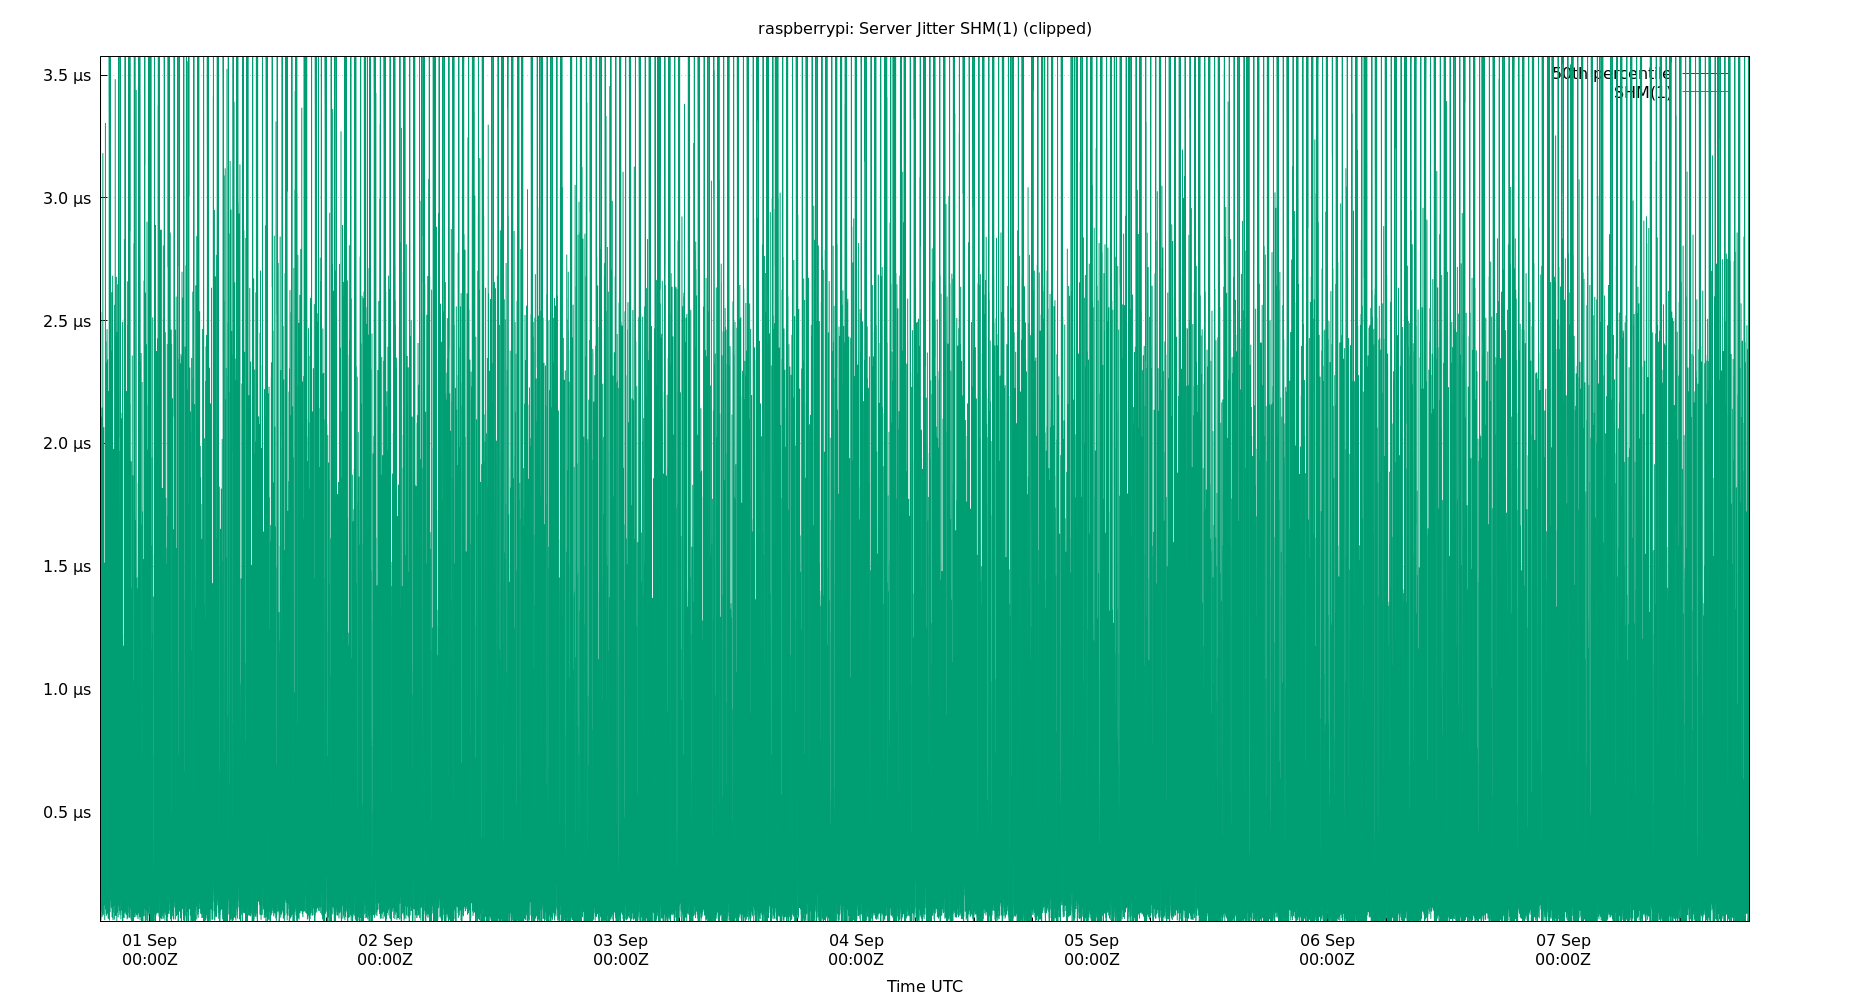 raspberrypi: Server Jitter SHM(1) (clipped)
3.5 μs
50th percentile
SHM(1)
3.0 μs
2.5 μs
2.0 μs
1.5 μs
1.0 μs
0.5 μs
01 Sep 02 Sep 03 Sep 04 Sep 05 Sep 06 Sep 07 Sep
00:00Z 00:00Z 00:00Z 00:00Z 00:00Z 00:00Z 00:00Z
Time UTC